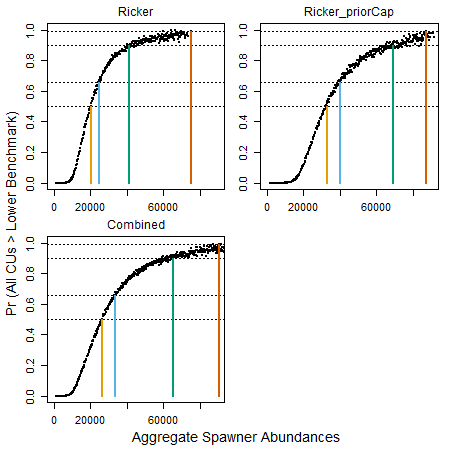 Ricker
Ricker_priorCap
0.0 0.2 0.4 0.6 0.8 1.0
0 20000 60000
0.0 0.2 0.4 0.6 0.8 1.0
0 20000 60000
Combined
0.0 0.2 0.4 0.6 0.8 1.0
0 20000 60000
Pr (All CUs > Lower Benchmark)
Aggregate Spawner Abundances